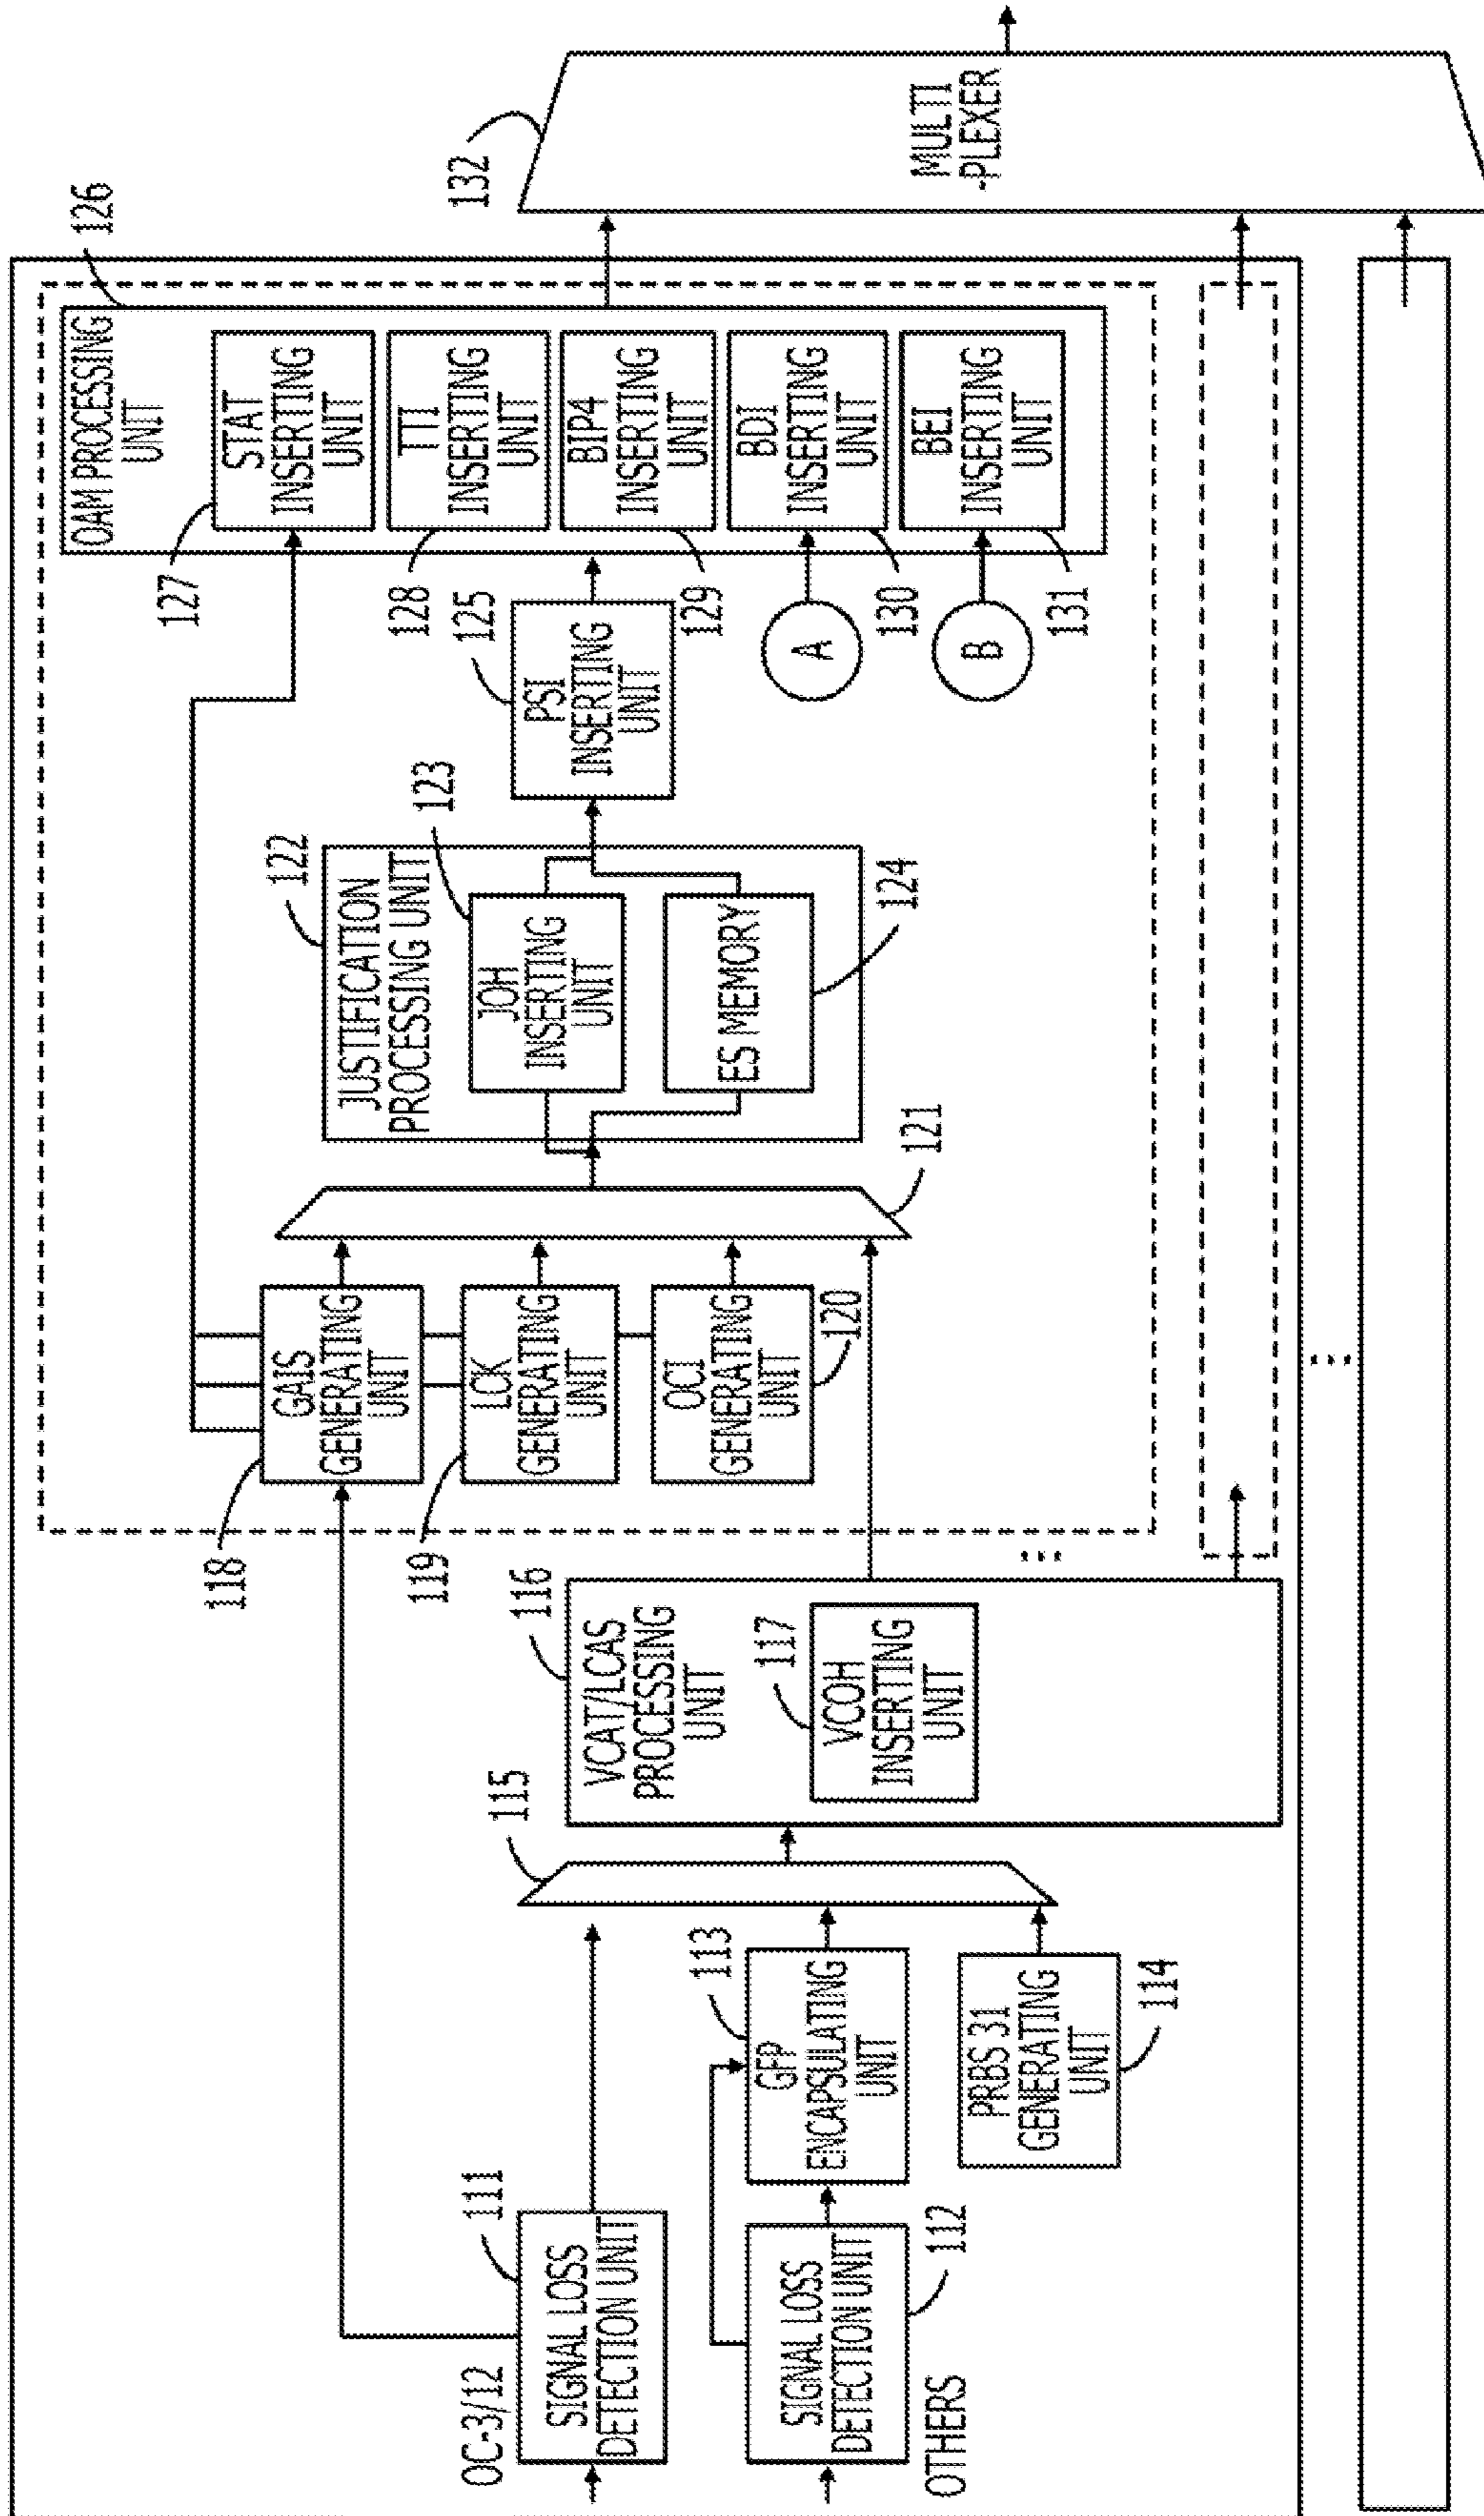 OC-3/12
111
SIGNAL LOSS
DETECTION UNIT
SIGNAL LOSS
DETECTION UNIT
112
OTHERS
113
GFP
ENCAPSULATING
UNIT
PRBS 31
GENERATING
UNIT
114
115
116
VCAT/LCAS
PROCESSING
UNIT
117
VCOH
INSERTING
UNIT
118
GAIS
GENERATING
UNIT
119
LCK
GENERATING
UNIT
OCI
GENERATING
UNIT
120
121
122
JUSTIFICATION
PROCESSING UNIT
123
JOH
INSERTING
UNIT
ES MEMORY
124
125
PSI
INSERTING
UNIT
126
OAM PROCESSING
UNIT
127
STAT
INSERTING
UNIT
128
TTI
INSERTING
UNIT
129
BIP4
INSERTING
UNIT
A
130
BDI
INSERTING
UNIT
B
131
BEI
INSERTING
UNIT
132
MULTI
-PLEXER